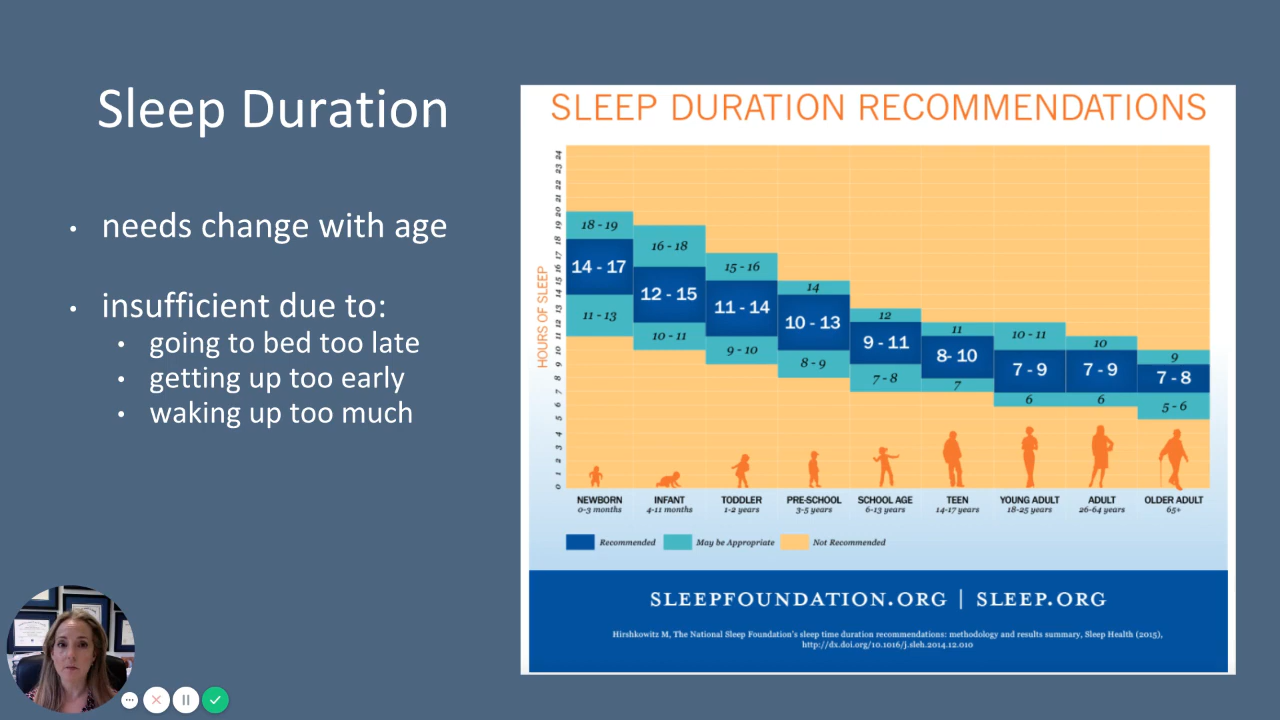 Sleep Duration
• needs change with age
• insufficient due to:
• going to bed too late
• getting up too early
• waking up too much
SLEEP DURATION RECOMMENDATIONS
HOURS OF SLEEP
24
23
22
21
20
19
18
17
16
15
14
13
12
11
10
9
8
7
6
5
4
3
2
1
0
18 - 19
14 - 17
11 - 13
16 - 18
12 - 15
10 - 11
15 - 16
11 - 14
9 - 10
14
10 - 13
8 - 9
12
9 - 11
7 - 8
11
8- 10
7
10 - 11
7 - 9
6
10
7 - 9
6
9
7 - 8
5 - 6
NEWBORN
0-3 months
INFANT
4-11 months
TODDLER
1-2 years
PRE-SCHOOL
3-5 years
SCHOOL AGE
6-13 years
TEEN
14-17 years
YOUNG ADULT
18-25 years
ADULT
26-64 years
OLDER ADULT
65+
Recommended
May be Appropriate
Not Recommended
SLEEPFOUNDATION.ORG | SLEEP.ORG
Hirshkowitz M, The National Sleep Foundation's sleep time duration recommendations: methodology and results summary, Sleep Health (2015),
http://dx.doi.org/10.1016/j.sleh.2014.12.010